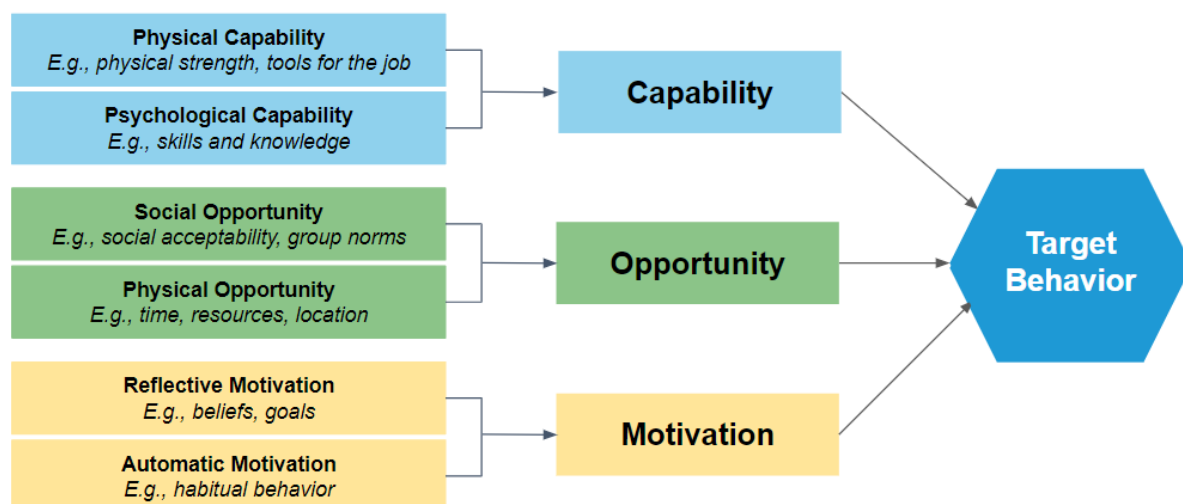 Physical Capability
E.g., physical strength, tools for the job
Psychological Capability
E.g., skills and knowledge
Capability
Social Opportunity
E.g., social acceptability, group norms
Physical Opportunity
E.g., time, resources, location
Opportunity
Reflective Motivation
E.g., beliefs, goals
Automatic Motivation
E.g., habitual behavior
Motivation
Target
Behavior